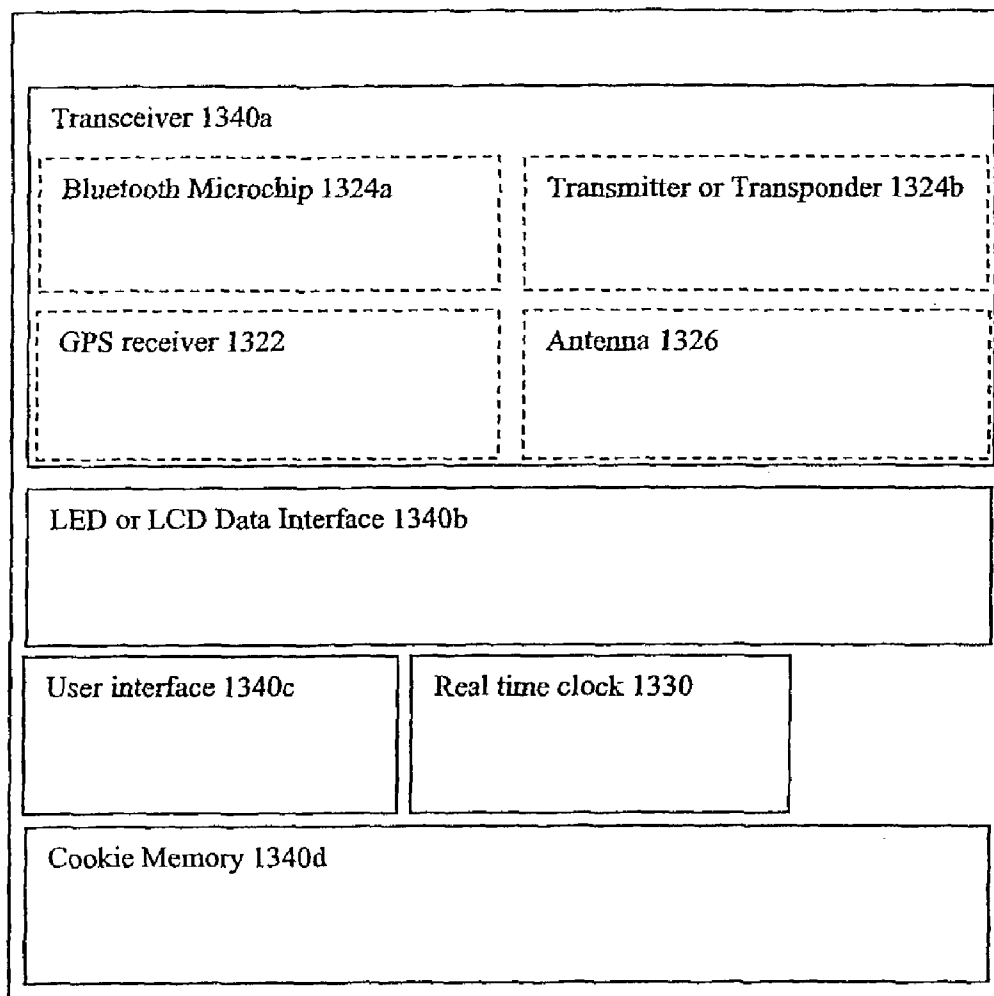 Transceiver 1340a
Bluetooth Microchip 1324a
Transmitter or Transponder 1324b
GPS receiver 1322
Antenna 1326
LED or LCD Data Interface 1340b
User interface 1340c
Real time clock 1330
Cookie Memory 1340d